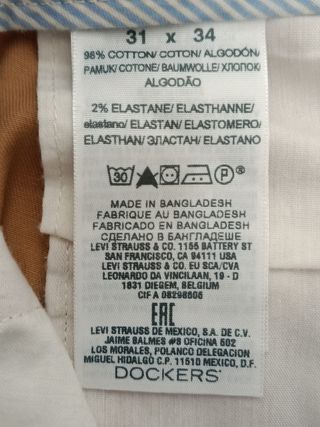 31 x 34
98% COTTON/ COTON/ ALGODÓN/
PAMUK/ COTONE/ BAUMWOLLE/ ХЛОПОК/
ALGODÃO
2% ELASTANE/ ELASTHANNE/
elastano/ ELASTAN/ ELASTOMERO/
ELASTHAN/ ЭЛАСТАН/ ELASTANO
30 P ®
MADE IN BANGLADESH
FABRIQUE AU BANGLADESH
FABRICADO EN BANGLADESH
СДЕЛАНО В БАНГЛАДЕШЕ
LEVI STRAUSS & CO. 1155 BATTERY ST
SAN FRANCISCO, CA 94111 USA
LEVI STRAUSS & CO. EU SCA/CVA
LEONARDO DA VINCILAAN, 19 - D
1831 DIEGEM, BELGIUM
CIF A 08298505
EAC
LEVI STRAUSS DE MEXICO, S.A. DE C.V.
JAIME BALMES #8 OFICINA 502
LOS MORALES, POLANCO DELEGACION
MIGUEL HIDALGO C.P. 11510 MEXICO, D.F.
DOCKERS®